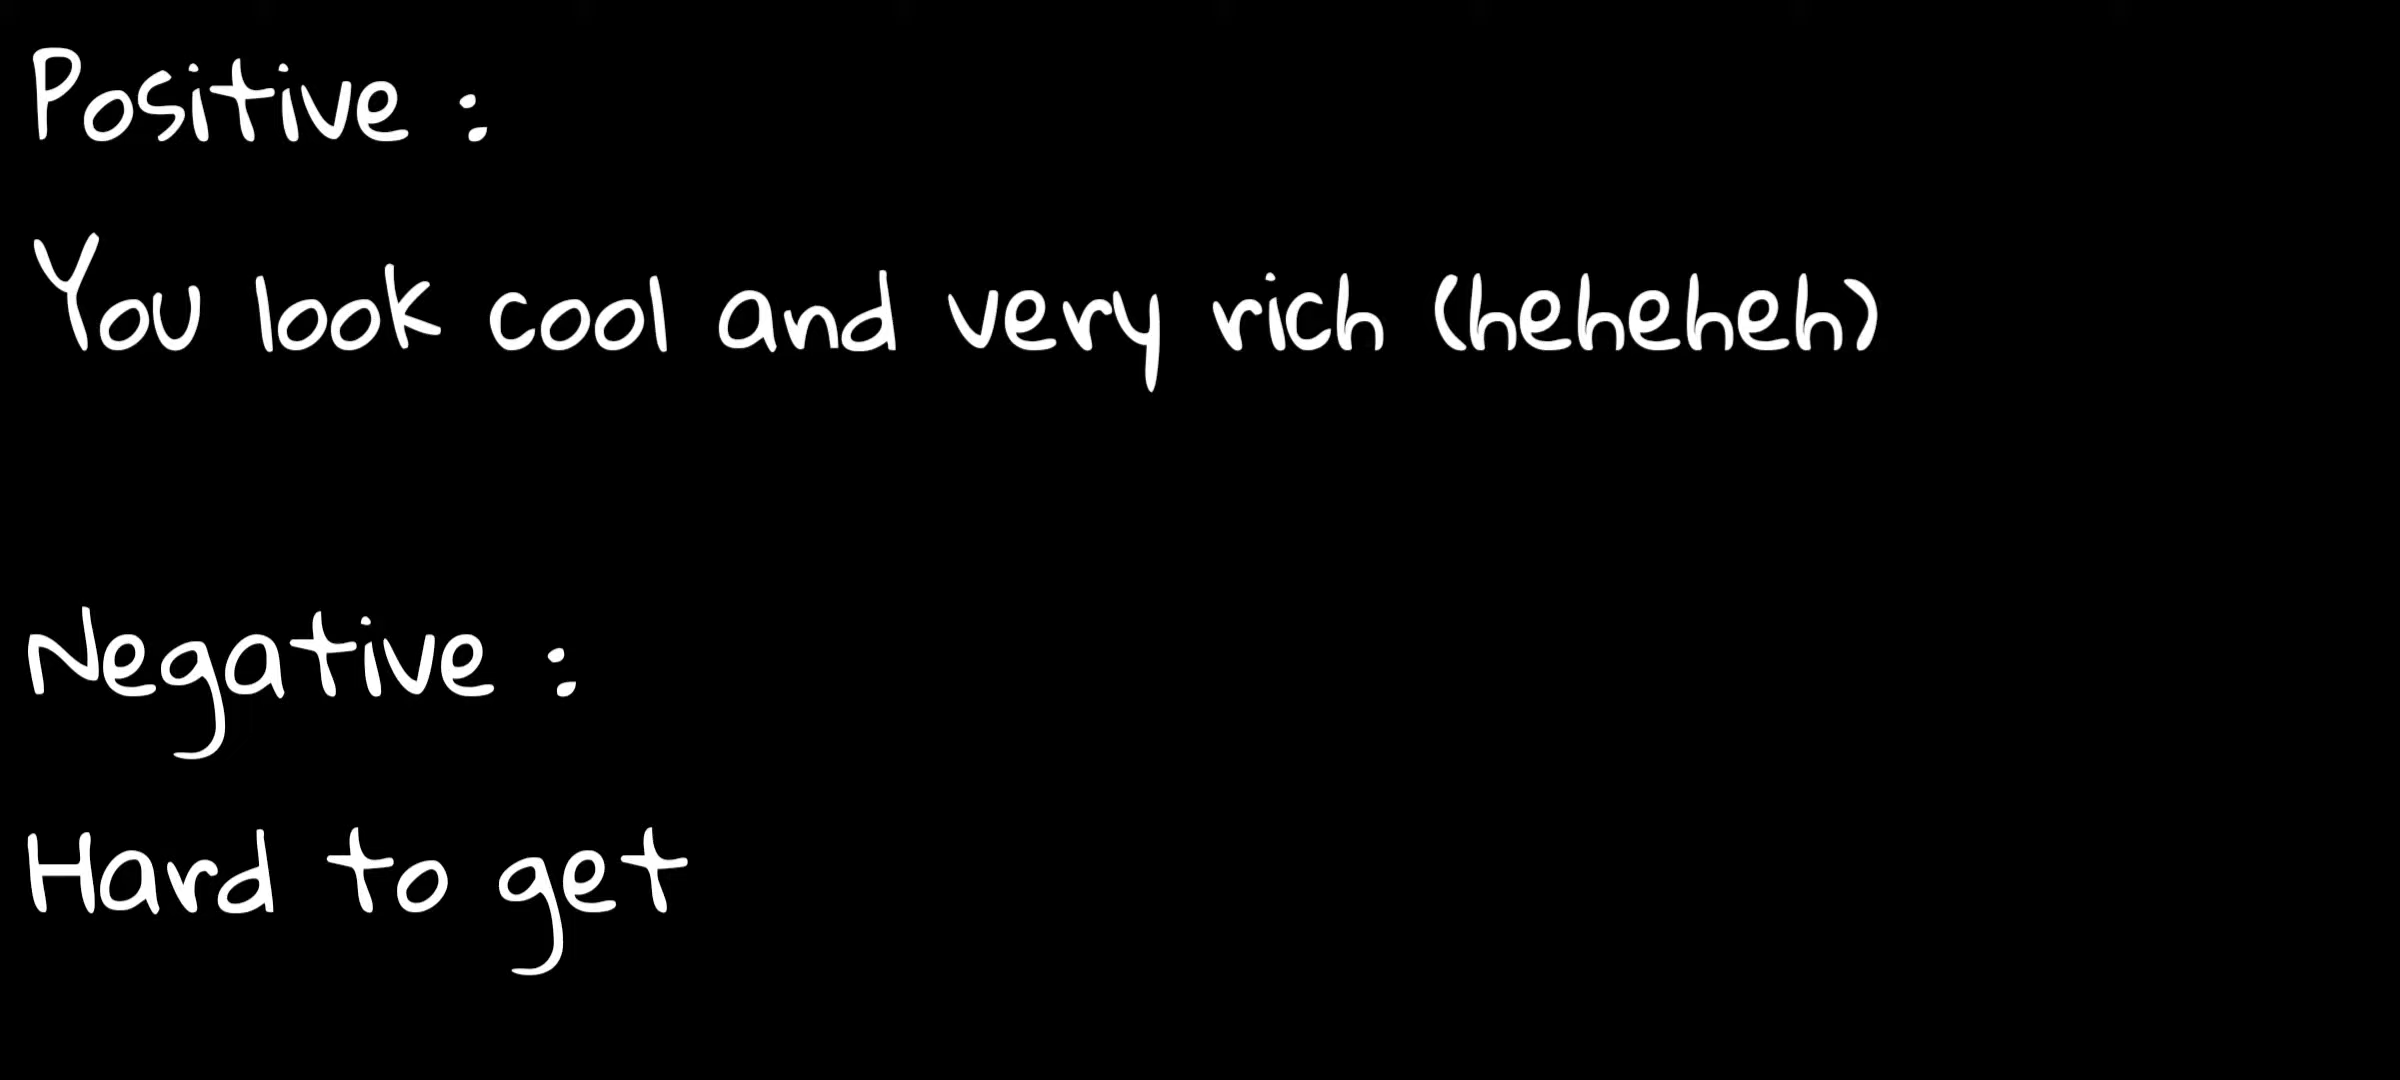 Positive :
You look cool and very rich (heheheh)
Negative :
Hard to get